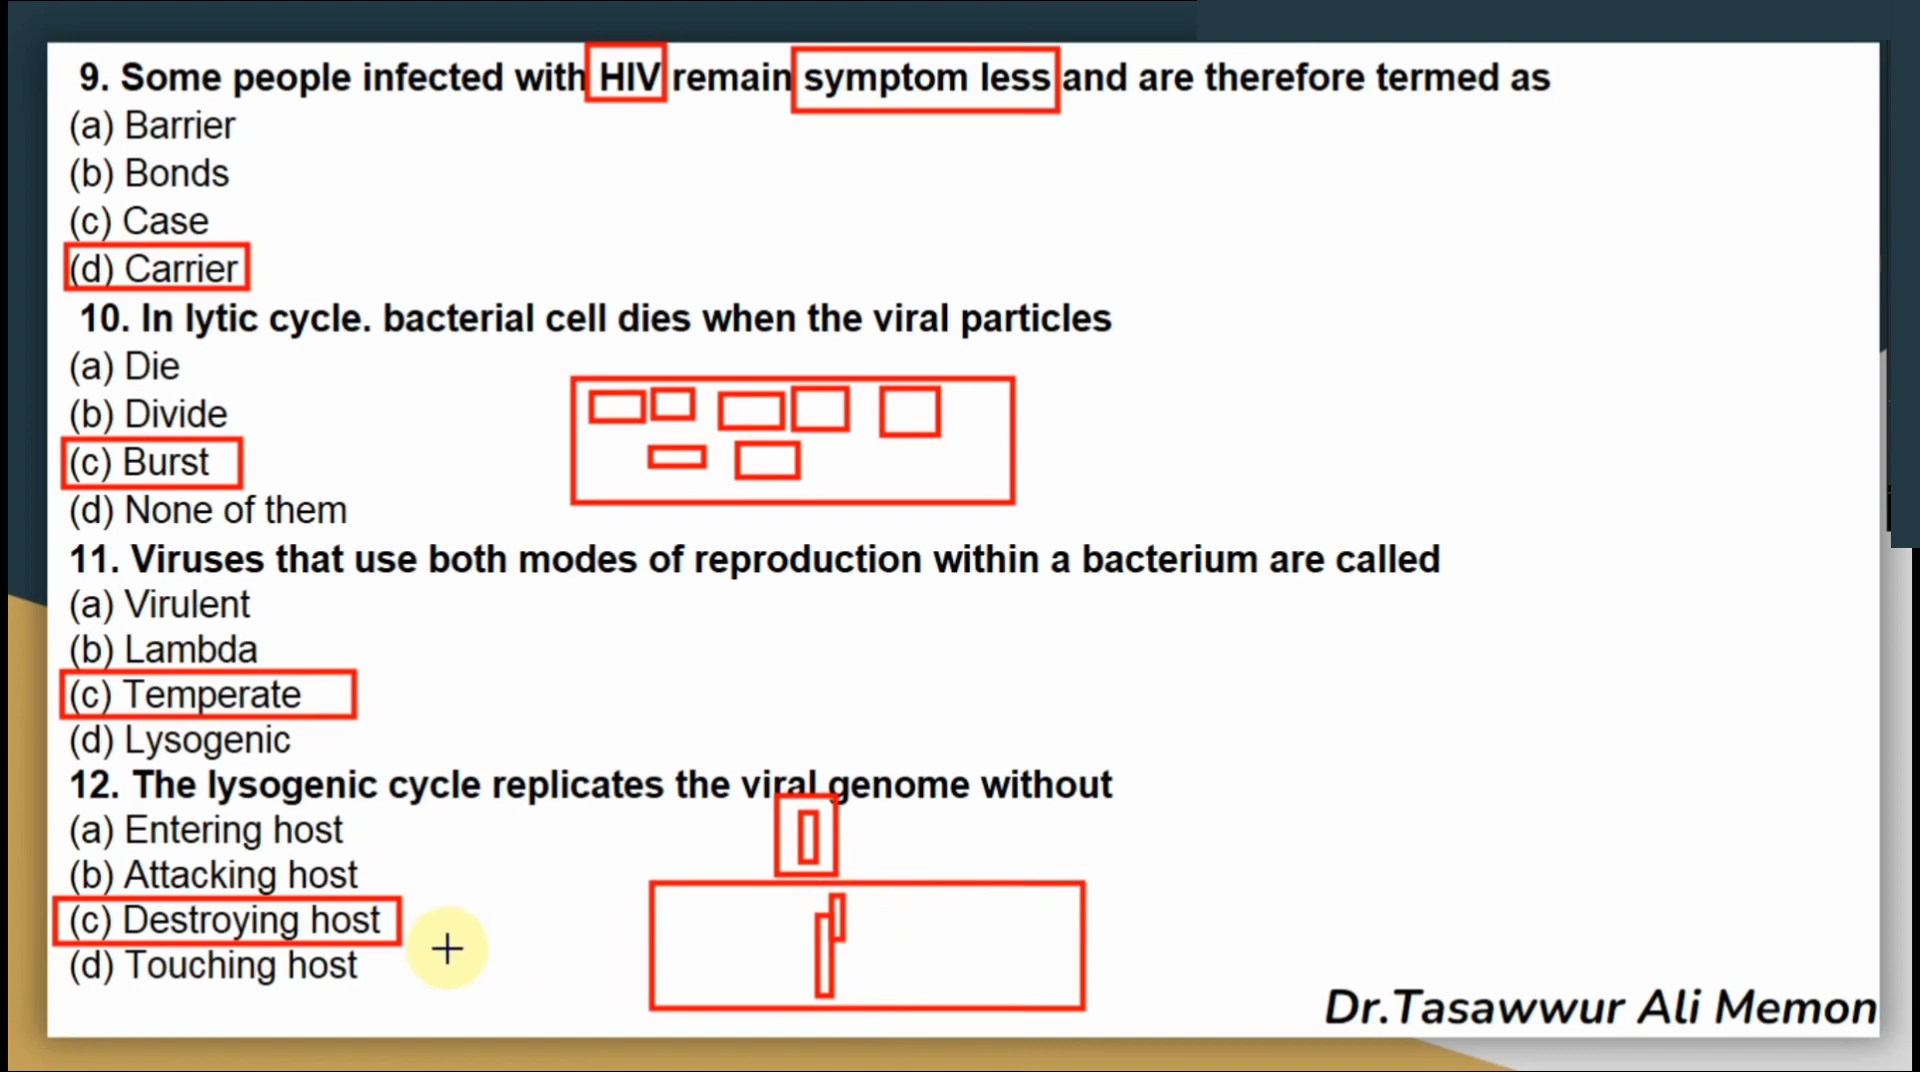 9. Some people infected with HIV remain symptom less and are therefore termed as
(a) Barrier
(b) Bonds
(c) Case
(d) Carrier
10. In lytic cycle. bacterial cell dies when the viral particles
(a) Die
(b) Divide
(c) Burst
(d) None of them
11. Viruses that use both modes of reproduction within a bacterium are called
(a) Virulent
(b) Lambda
(c) Temperate
(d) Lysogenic
12. The lysogenic cycle replicates the viral genome without
(a) Entering host
(b) Attacking host
(c) Destroying host
(d) Touching host
Dr.Tasawwur Ali Memon